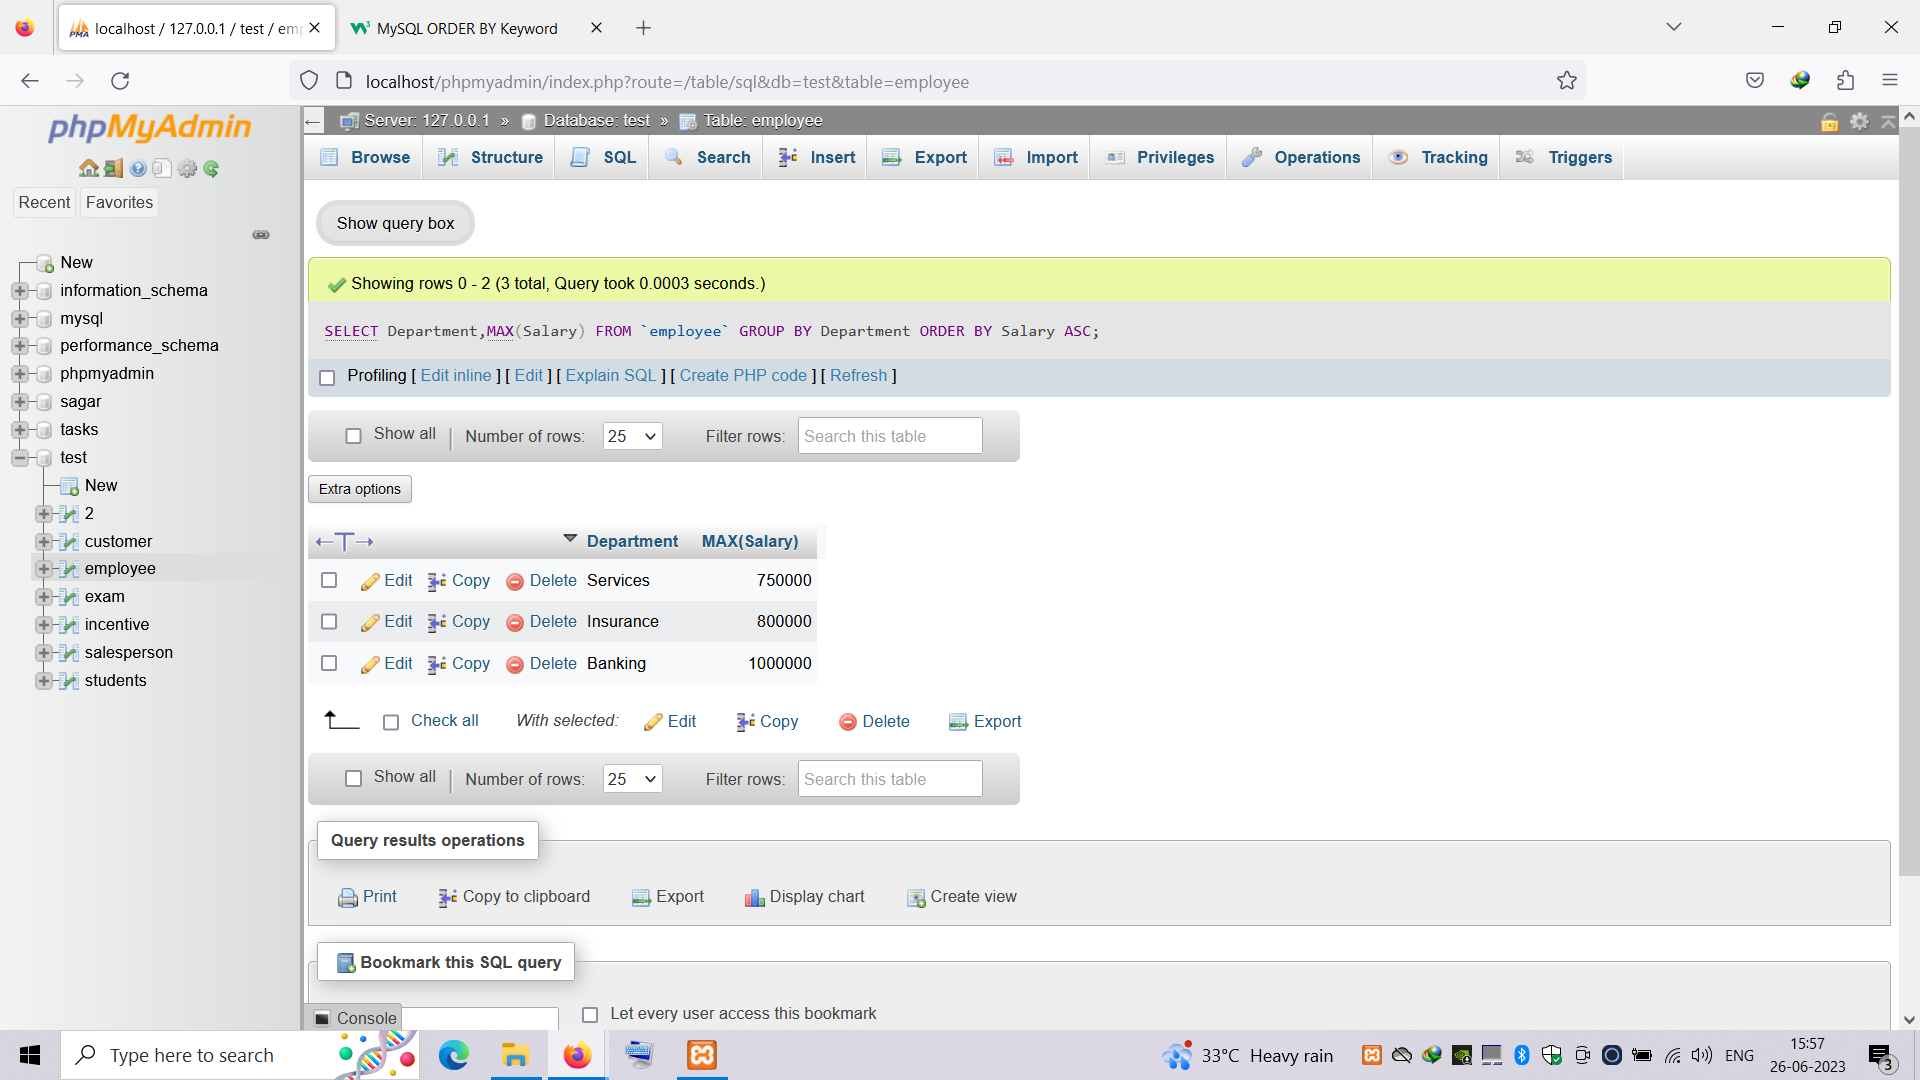 localhost / 127.0.0.1 / test / emp
MySQL ORDER BY Keyword
localhost/phpmyadmin/index.php?route=/table/sql&db=test&table=employee
phpMyAdmin
Recent
Favorites
New
information_schema
mysql
performance_schema
phpmyadmin
sagar
tasks
test
New
2
customer
employee
exam
incentive
salesperson
students
Server: 127.0.0.1 » Database: test » Table: employee
Browse Structure SQL Search Insert Export Import Privileges Operations Tracking Triggers
Show query box
Showing rows 0 - 2 (3 total, Query took 0.0003 seconds.)
SELECT Department,MAX(Salary) FROM `employee` GROUP BY Department ORDER BY Salary ASC;
Profiling [ Edit inline ] [ Edit ] [ Explain SQL ] [ Create PHP code ] [ Refresh ]
Show all Number of rows: 25 Filter rows: Search this table
Extra options
Department MAX(Salary)
Edit Copy Delete Services 750000
Edit Copy Delete Insurance 800000
Edit Copy Delete Banking 1000000
Check all With selected: Edit Copy Delete Export
Show all Number of rows: 25 Filter rows: Search this table
Query results operations
Print Copy to clipboard Export Display chart Create view
Bookmark this SQL query
Console
Let every user access this bookmark
Type here to search
33°C Heavy rain
ENG
15:57
26-06-2023
3